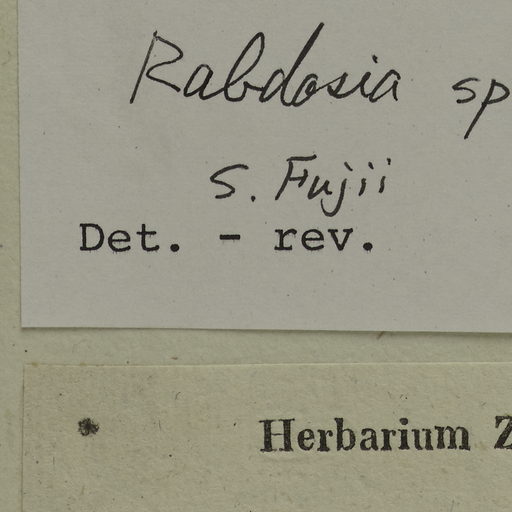 Rabdosia sp
S. Fujii
Det. - rev.
* Herbarium Z